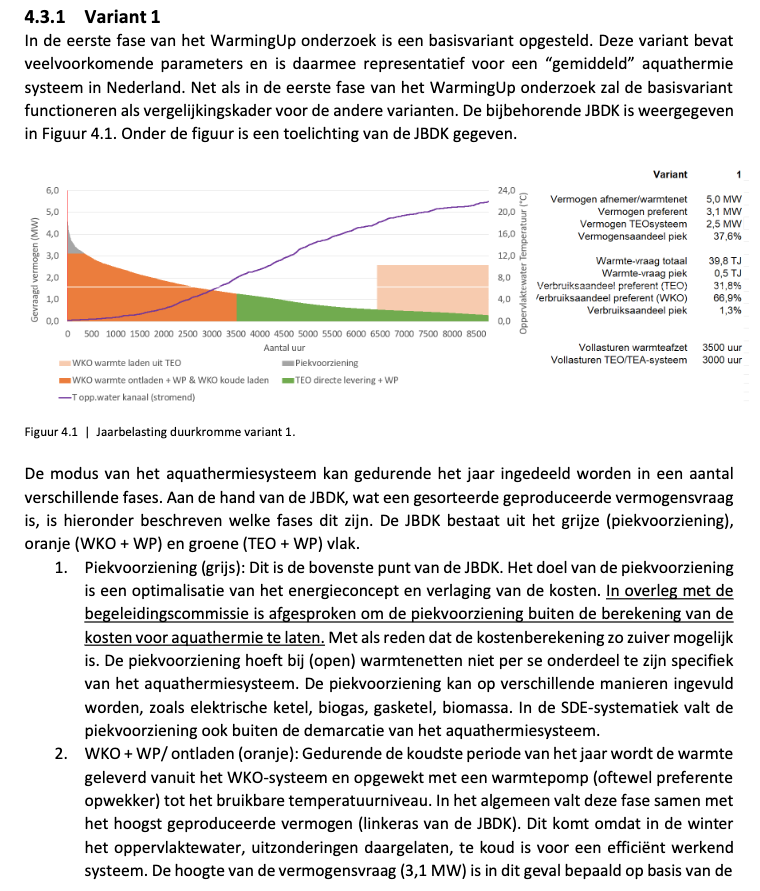 4.3.1 Variant 1
In de eerste fase van het WarmingUp onderzoek is een basisvariant opgesteld. Deze variant bevat
veelvoorkomende parameters en is daarmee representatief voor een “gemiddeld” aquathermie
systeem in Nederland. Net als in de eerste fase van het WarmingUp onderzoek zal de basisvariant
functioneren als vergelijkingskader voor de andere varianten. De bijbehorende JBDK is weergegeven
in Figuur 4.1. Onder de figuur is een toelichting van de JBDK gegeven.
Gevraagd vermogen (MW)
6,0
5,0
4,0
3,0
2,0
1,0
0,0
0 500 1000 1500 2000 2500 3000 3500 4000 4500 5000 5500 6000 6500 7000 7500 8000 8500
Aantal uur
24,0
20,0
16,0
12,0
8,0
4,0
0,0
Oppervlaktewater Temperatuur (°C)
WKO warmte laden uit TEO
Piekvoorziening
WKO warmte ontladen + WP & WKO koude laden
TEO directe levering + WP
T opp.water kanaal (stromend)
Variant 1
Vermogen afnemer/warmtenet 5,0 MW
Vermogen preferent 3,1 MW
Vermogen TEOsysteem 2,5 MW
Vermogensaandeel piek 37,6%
Warmte-vraag totaal 39,8 TJ
Warmte-vraag piek 0,5 TJ
Verbruiksaandeel preferent (TEO) 31,8%
/erbruiksaandeel preferent (WKO) 66,9%
Verbruiksaandeel piek 1,3%
Vollasturen warmteafzet 3500 uur
Vollasturen TEO/TEA-systeem 3000 uur
Figuur 4.1 | Jaarbelasting duurkromme variant 1.
De modus van het aquathermiesysteem kan gedurende het jaar ingedeeld worden in een aantal
verschillende fases. Aan de hand van de JBDK, wat een gesorteerde geproduceerde vermogensvraag
is, is hieronder beschreven welke fases dit zijn. De JBDK bestaat uit het grijze (piekvoorziening),
oranje (WKO + WP) en groene (TEO + WP) vlak.
1. Piekvoorziening (grijs): Dit is de bovenste punt van de JBDK. Het doel van de piekvoorziening
is een optimalisatie van het energieconcept en verlaging van de kosten. In overleg met de
begeleidingscommissie is afgesproken om de piekvoorziening buiten de berekening van de
kosten voor aquathermie te laten. Met als reden dat de kostenberekening zo zuiver mogelijk
is. De piekvoorziening hoeft bij (open) warmtenetten niet per se onderdeel te zijn specifiek
van het aquathermiesysteem. De piekvoorziening kan op verschillende manieren ingevuld
worden, zoals elektrische ketel, biogas, gasketel, biomassa. In de SDE-systematiek valt de
piekvoorziening ook buiten de demarcatie van het aquathermiesysteem.
2. WKO + WP/ ontladen (oranje): Gedurende de koudste periode van het jaar wordt de warmte
geleverd vanuit het WKO-systeem en opgewekt met een warmtepomp (oftewel preferente
opwekker) tot het bruikbare temperatuurniveau. In het algemeen valt deze fase samen met
het hoogst geproduceerde vermogen (linkeras van de JBDK). Dit komt omdat in de winter
het oppervlaktewater, uitzonderingen daargelaten, te koud is voor een efficiënt werkend
systeem. De hoogte van de vermogensvraag (3,1 MW) is in dit geval bepaald op basis van de